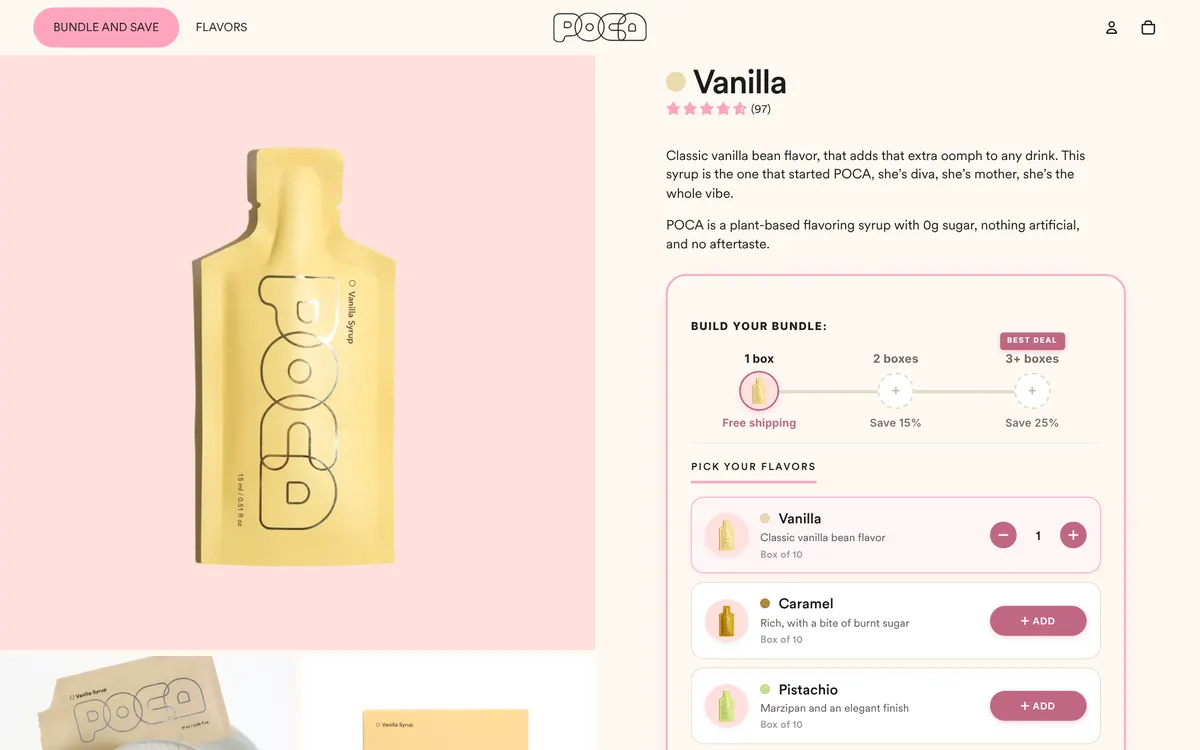 BUNDLE AND SAVE
FLAVORS
POCA
Vanilla
(97)
Classic vanilla bean flavor, that adds that extra oomph to any drink. This
syrup is the one that started POCA, she's diva, she's mother, she's the
whole vibe.
POCA is a plant-based flavoring syrup with 0g sugar, nothing artificial,
and no aftertaste.
BUILD YOUR BUNDLE:
BEST DEAL
1 box
2 boxes
3+ boxes
+
+
Free shipping
Save 15%
Save 25%
PICK YOUR FLAVORS
Vanilla
Classic vanilla bean flavor
Box of 10
− 1 +
Caramel
Rich, with a bite of burnt sugar
Box of 10
+ ADD
Pistachio
Marzipan and an elegant finish
Box of 10
+ ADD
Vanilla Syrup
POCA
15 ml / 0.51 fl oz
Vanilla Syrup
POCA
Vanilla Syrup